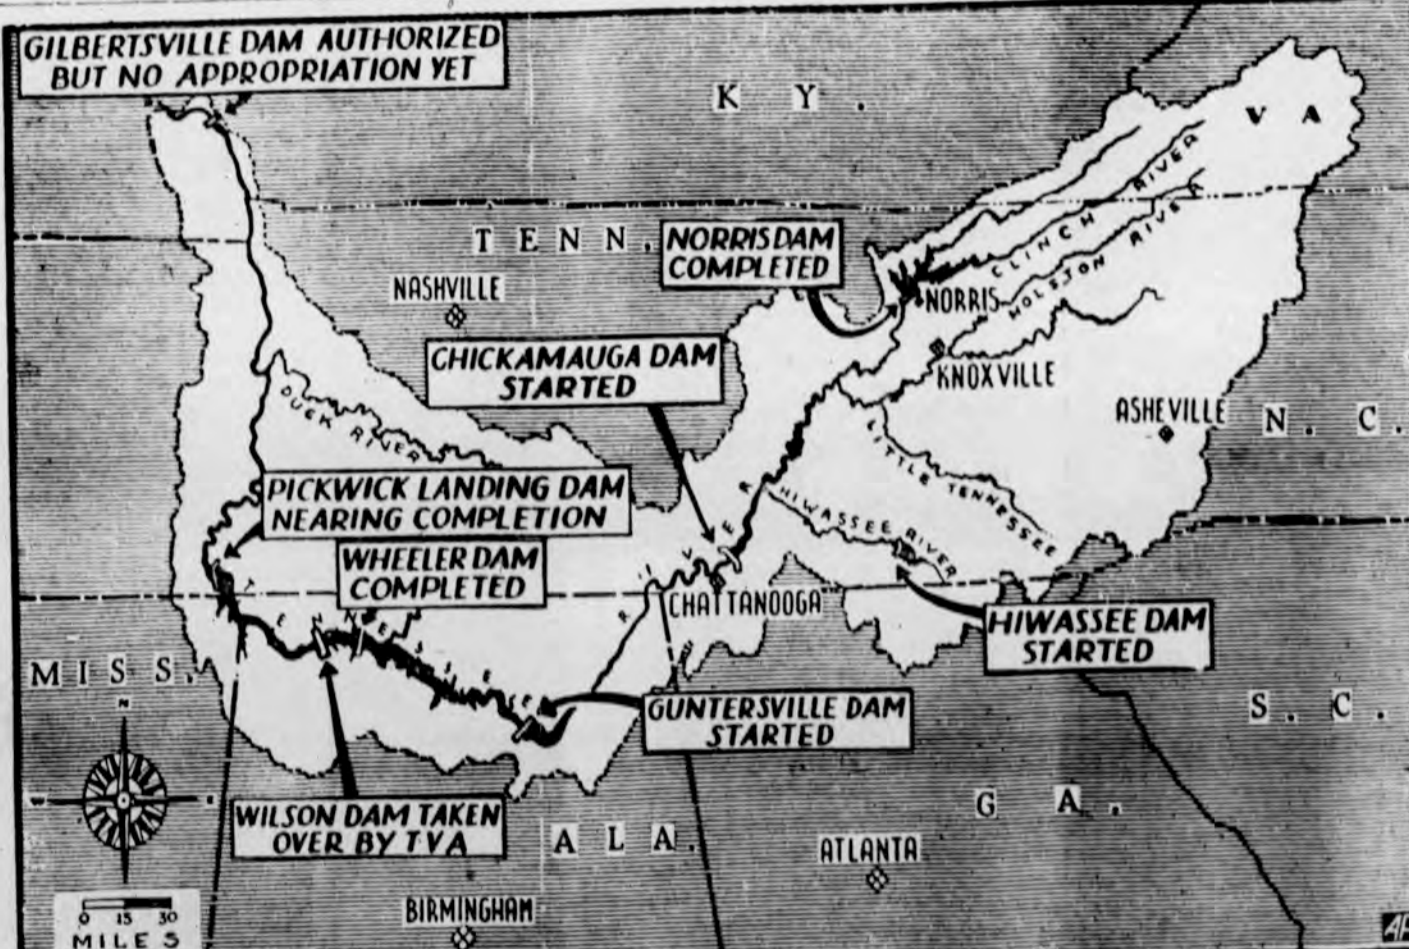 GILBERTSVILLE DAM AUTHORIZED
BUT NO APPROPRIATION YET
K Y .
V A
CLINCH RIVER
HOLSTON RIVER
T E N N .
NORRIS DAM
COMPLETED
NASHVILLE
NORRIS
CHICKAMAUGA DAM
STARTED
KNOXVILLE
DUCK RIVER
ASHEVILLE
N . C .
LITTLE TENNESSEE
PICKWICK LANDING DAM
NEARING COMPLETION
HIWASSEE RIVER
WHEELER DAM
COMPLETED
CHATTANOOGA
TENNESSEE RIVER
HIWASSEE DAM
STARTED
MISS.
N
GUNTERSVILLE DAM
STARTED
S . C .
WILSON DAM TAKEN
OVER BY TVA
A L A .
G A .
ATLANTA
0 15 30
MILES
BIRMINGHAM